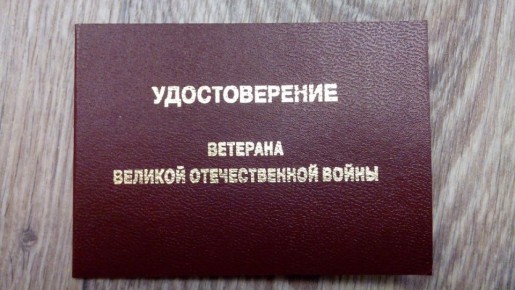 УДОСТОВЕРЕНИЕ
ВЕТЕРАНА
ВЕЛИКОЙ ОТЕЧЕСТВЕННОЙ ВОЙНЫ